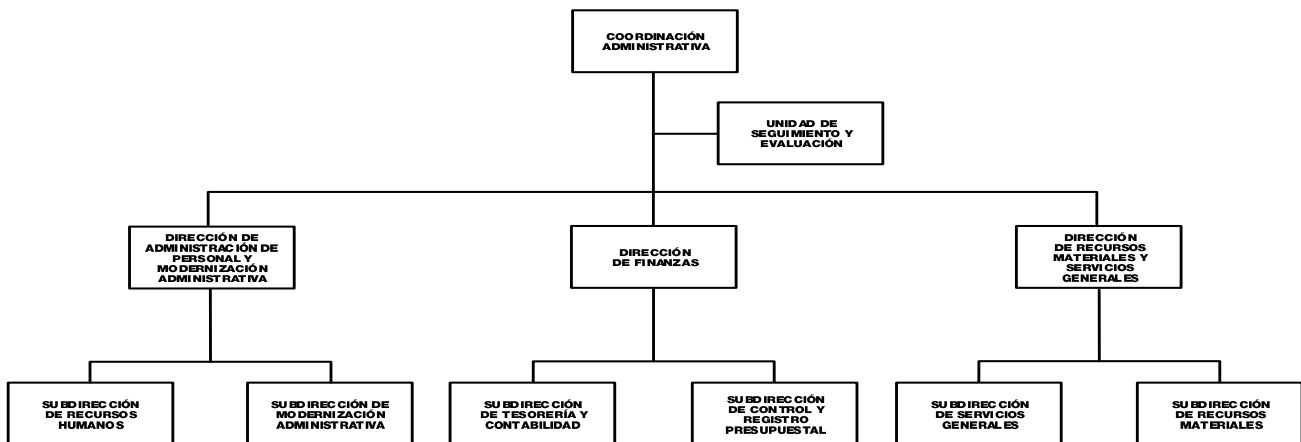 COORDINACIÓN
ADMINISTRATIVA
UNIDAD DE
SEGUIMIENTO Y
EVALUACIÓN
DIRECCIÓN DE
ADMINISTRACIÓN DE
PERSONAL Y
MODERNIZACIÓN
ADMINISTRATIVA
DIRECCIÓN
DE FINANZAS
DIRECCIÓN
DE RECURSOS
MATERIALES Y
SERVICIOS
GENERALES
SUBDIRECCIÓN
DE RECURSOS
HUMANOS
SUBDIRECCIÓN DE
MODERNIZACIÓN
ADMINISTRATIVA
SUBDIRECCIÓN
DE TESORERÍA Y
CONTABILIDAD
SUBDIRECCIÓN
DE CONTROL Y
REGISTRO
PRESUPUESTAL
SUBDIRECCIÓN
DE SERVICIOS
GENERALES
SUBDIRECCIÓN
DE RECURSOS
MATERIALES